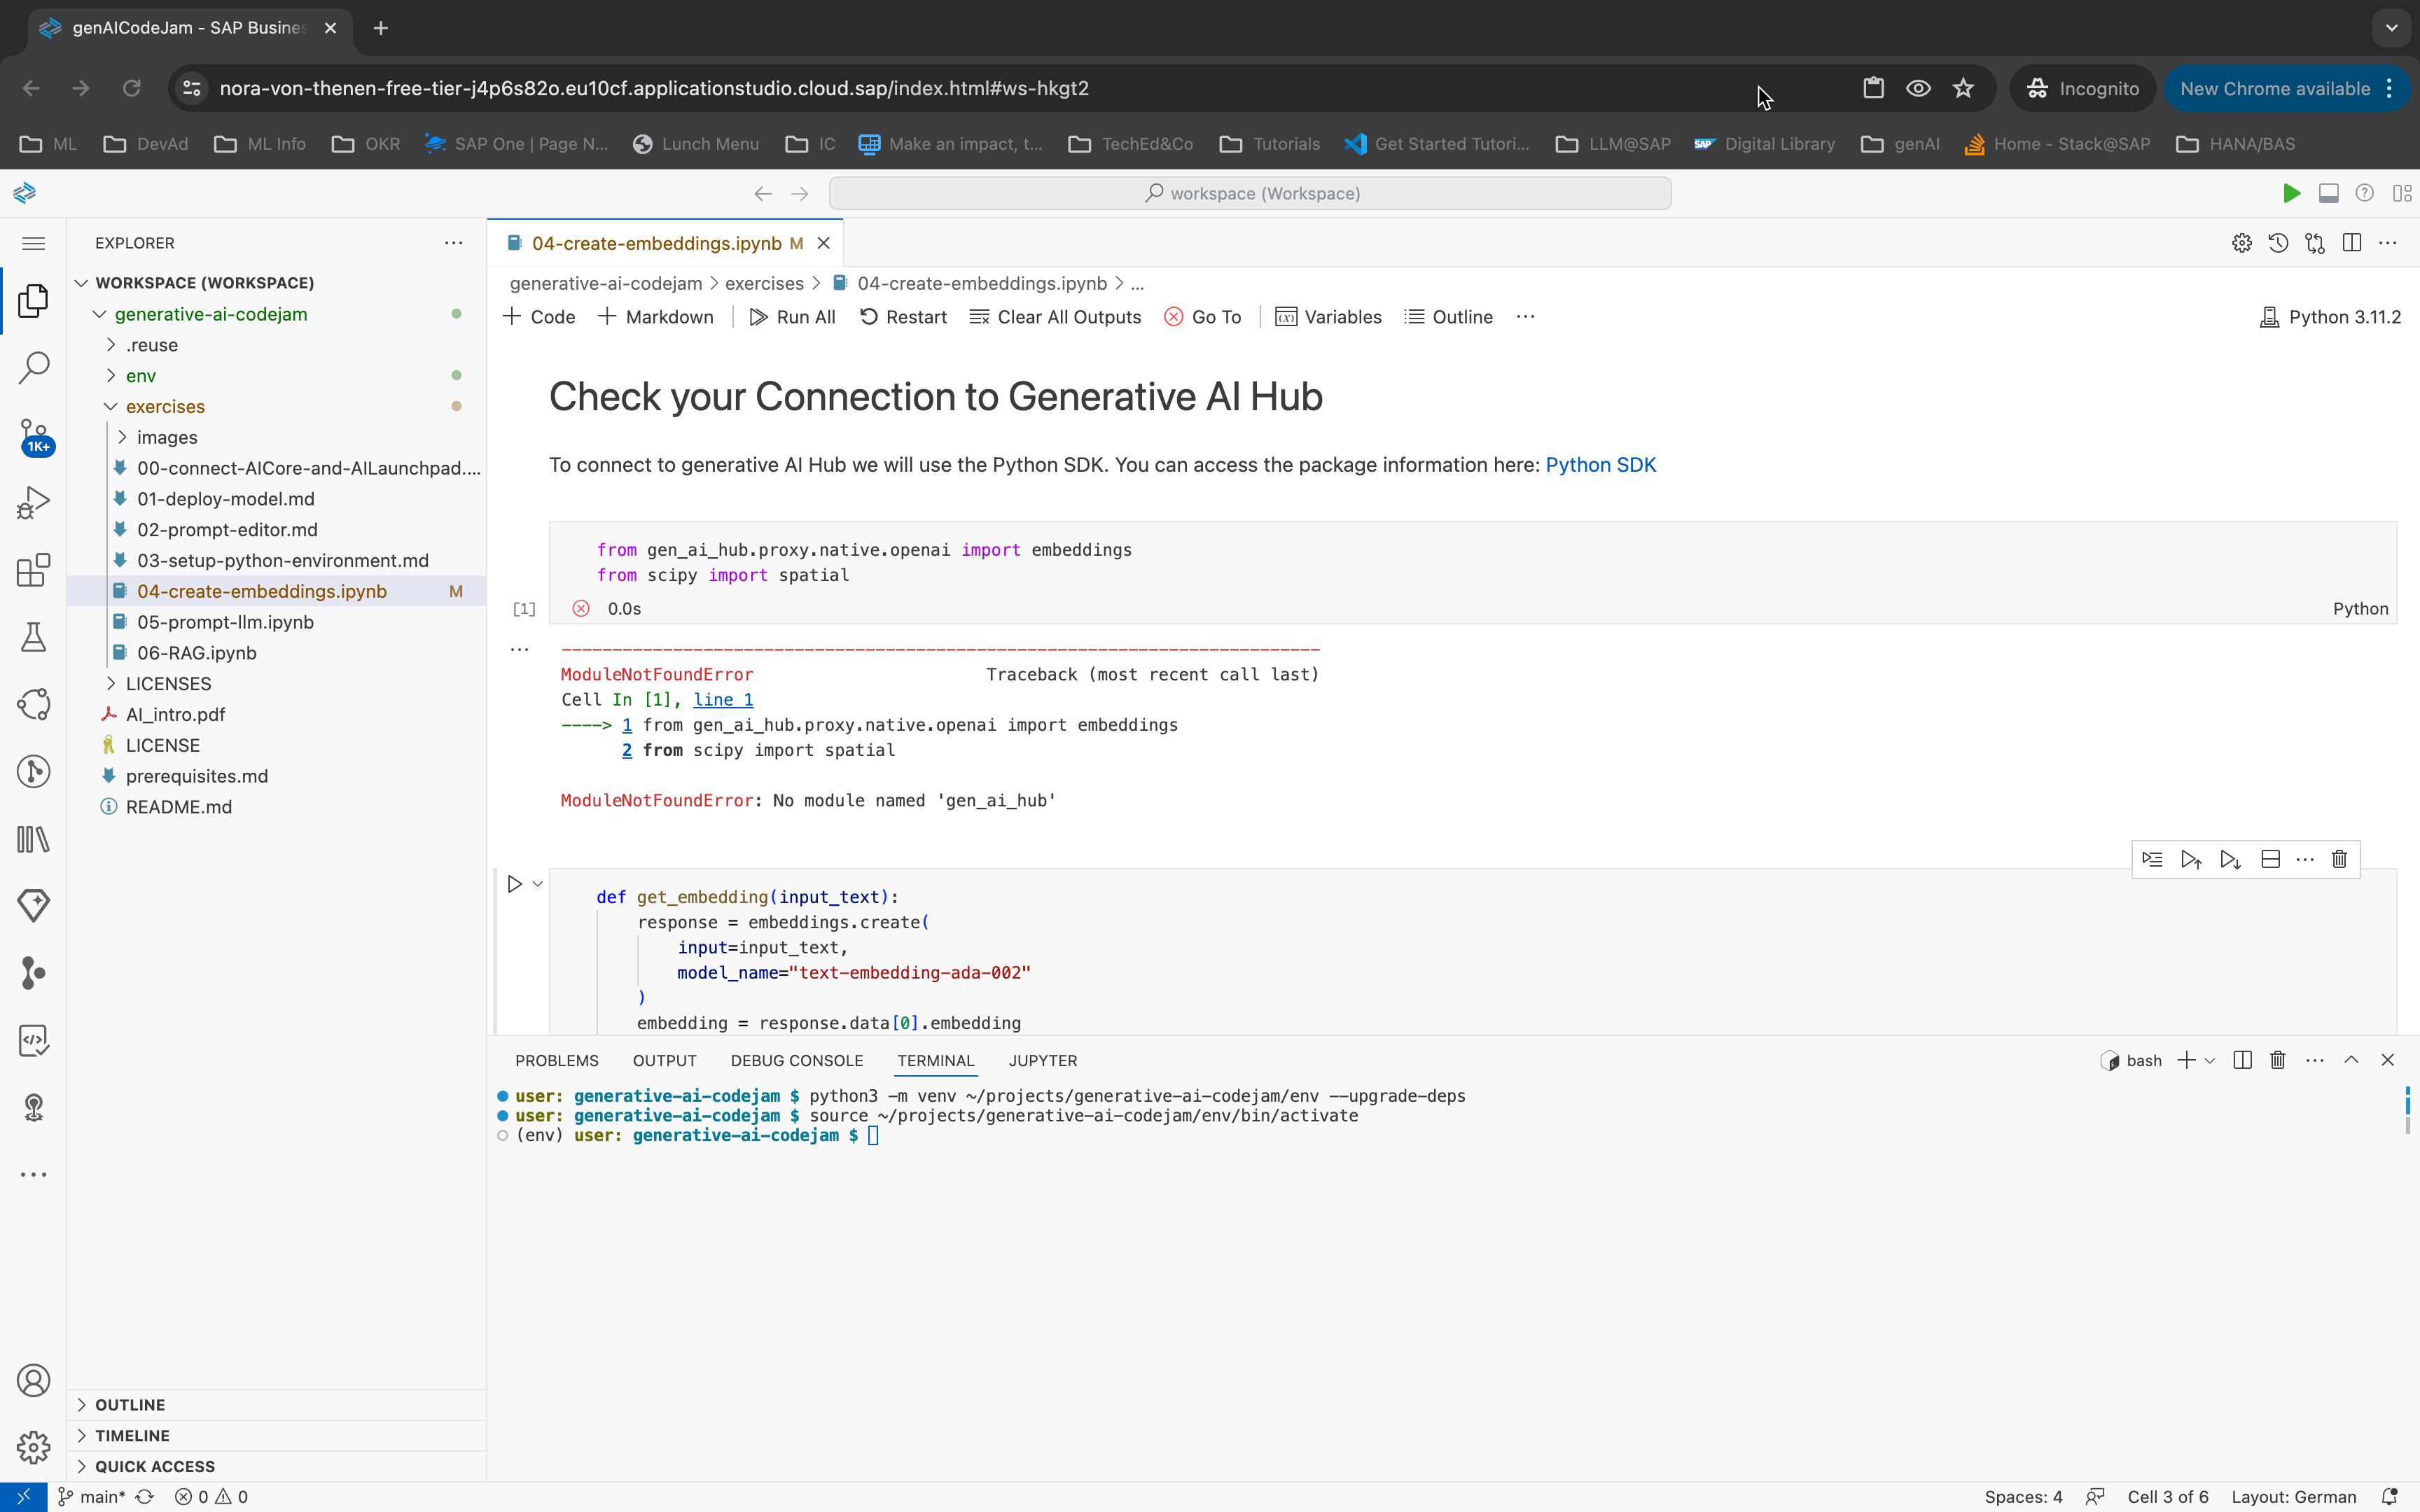 genAICodeJam - SAP Busines
nora-von-thenen-free-tier-j4p6s82o.eu10cf.applicationstudio.cloud.sap/index.html#ws-hkgt2
Incognito
New Chrome available
ML
DevAd
ML Info
OKR
SAP One | Page N...
Lunch Menu
IC
Make an impact, t...
TechEd&Co
Tutorials
Get Started Tutori...
LLM@SAP
SAP
Digital Library
genAI
Home - Stack@SAP
HANA/BAS
workspace (Workspace)
EXPLORER
WORKSPACE (WORKSPACE)
generative-ai-codejam
.reuse
env
exercises
images
00-connect-AICore-and-AILaunchpad....
01-deploy-model.md
02-prompt-editor.md
03-setup-python-environment.md
04-create-embeddings.ipynb M
05-prompt-llm.ipynb
06-RAG.ipynb
LICENSES
AI_intro.pdf
LICENSE
prerequisites.md
README.md
1K+
OUTLINE
TIMELINE
QUICK ACCESS
04-create-embeddings.ipynb M
generative-ai-codejam > exercises > 04-create-embeddings.ipynb > ...
+ Code + Markdown Run All Restart Clear All Outputs Go To Variables Outline ...
Python 3.11.2
Check your Connection to Generative AI Hub
To connect to generative AI Hub we will use the Python SDK. You can access the package information here: Python SDK
from gen_ai_hub.proxy.native.openai import embeddings
from scipy import spatial
[1] 0.0s Python
---------------------------------------------------------------------------
ModuleNotFoundError Traceback (most recent call last)
Cell In [1], line 1
----> 1 from gen_ai_hub.proxy.native.openai import embeddings
2 from scipy import spatial
ModuleNotFoundError: No module named 'gen_ai_hub'
def get_embedding(input_text):
response = embeddings.create(
input=input_text,
model_name="text-embedding-ada-002"
)
embedding = response.data[0].embedding
PROBLEMS OUTPUT DEBUG CONSOLE TERMINAL JUPYTER
bash
user: generative-ai-codejam $ python3 -m venv ~/projects/generative-ai-codejam/env --upgrade-deps
user: generative-ai-codejam $ source ~/projects/generative-ai-codejam/env/bin/activate
(env) user: generative-ai-codejam $
main* 0 0
Spaces: 4 Cell 3 of 6 Layout: German